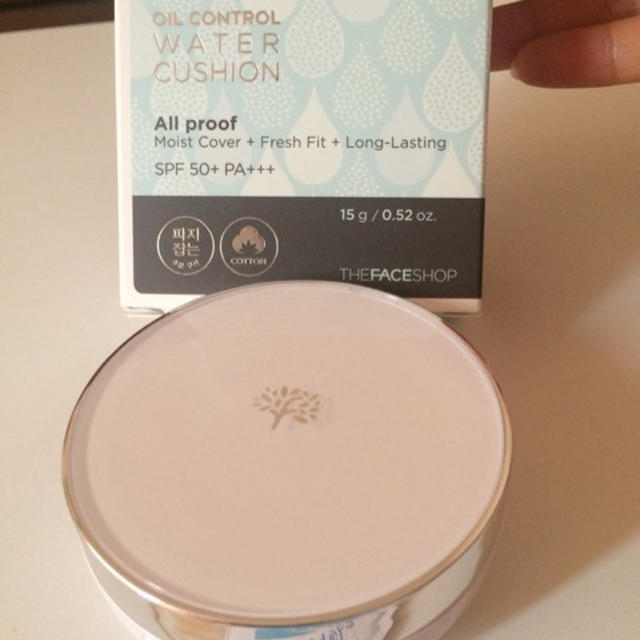 OIL CONTROL
WATER
CUSHION
All proof
Moist Cover + Fresh Fit + Long-Lasting
SPF 50+ PA+++
15 g / 0.52 oz.
피지
잡는
COTTON
THEFACESHOP